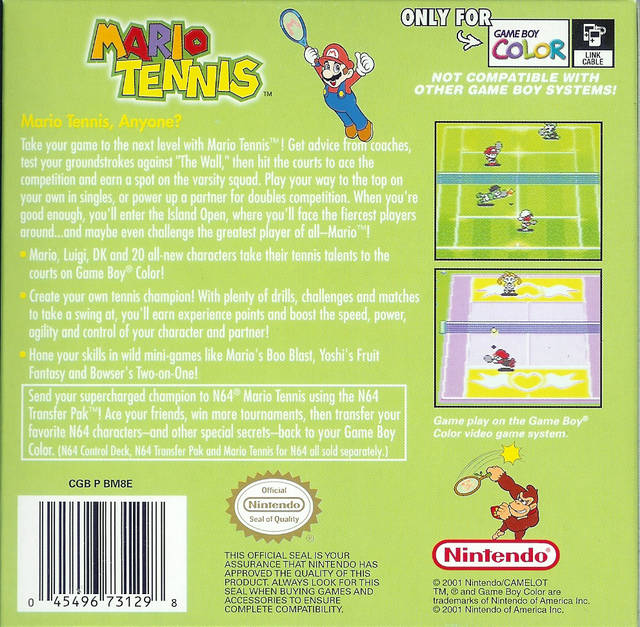 MARIO
TENNIS™
ONLY FOR
GAME BOY
COLOR
LINK
CABLE
NOT COMPATIBLE WITH
OTHER GAME BOY SYSTEMS!
Mario Tennis, Anyone?
Take your game to the next level with Mario Tennis™! Get advice from coaches,
test your groundstrokes against "The Wall," then hit the courts to ace the
competition and earn a spot on the varsity squad. Play your way to the top on
your own in singles, or power up a partner for doubles competition. When you're
good enough, you'll enter the Island Open, where you'll face the fiercest players
around...and maybe even challenge the greatest player of all–Mario™!
• Mario, Luigi, DK and 20 all-new characters take their tennis talents to the
courts on Game Boy® Color!
• Create your own tennis champion! With plenty of drills, challenges and matches
to take a swing at, you'll earn experience points and boost the speed, power,
agility and control of your character and partner!
• Hone your skills in wild mini-games like Mario's Boo Blast, Yoshi's Fruit
Fantasy and Bowser's Two-on-One!
Send your supercharged champion to N64® Mario Tennis using the N64
Transfer Pak™! Ace your friends, win more tournaments, then transfer your
favorite N64 characters–and other special secrets–back to your Game Boy
Color. (N64 Control Deck, N64 Transfer Pak and Mario Tennis for N64 all sold separately.)
Game play on the Game Boy®
Color video game system.
CGB P BM8E
0 45496 73129 8
Official
Nintendo
Seal of Quality
THIS OFFICIAL SEAL IS YOUR
ASSURANCE THAT NINTENDO HAS
APPROVED THE QUALITY OF THIS
PRODUCT. ALWAYS LOOK FOR THIS
SEAL WHEN BUYING GAMES AND
ACCESSORIES TO ENSURE
COMPLETE COMPATIBILITY.
Nintendo®
© 2001 Nintendo/CAMELOT
TM, ® and Game Boy Color are
trademarks of Nintendo of America Inc.
© 2001 Nintendo of America Inc.